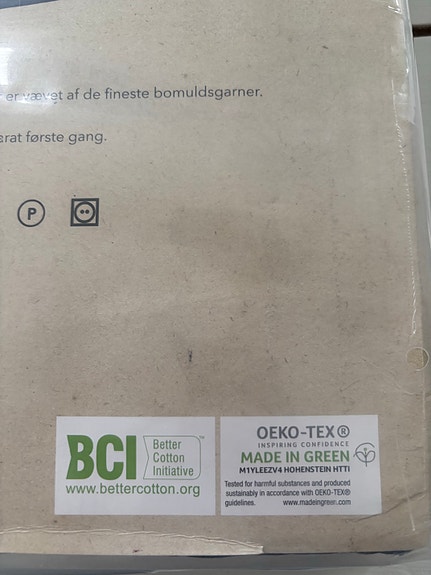 er vævet af de fineste bomuldsgarner.
første gang.
P
BCI
Better
Cotton
Initiative
™
www.bettercotton.org
OEKO-TEX®
INSPIRING CONFIDENCE
MADE IN GREEN
M1YLEEZV4 HOHENSTEIN HTTI
Tested for harmful substances and produced
sustainably in accordance with OEKO-TEX®
guidelines. www.madeingreen.com